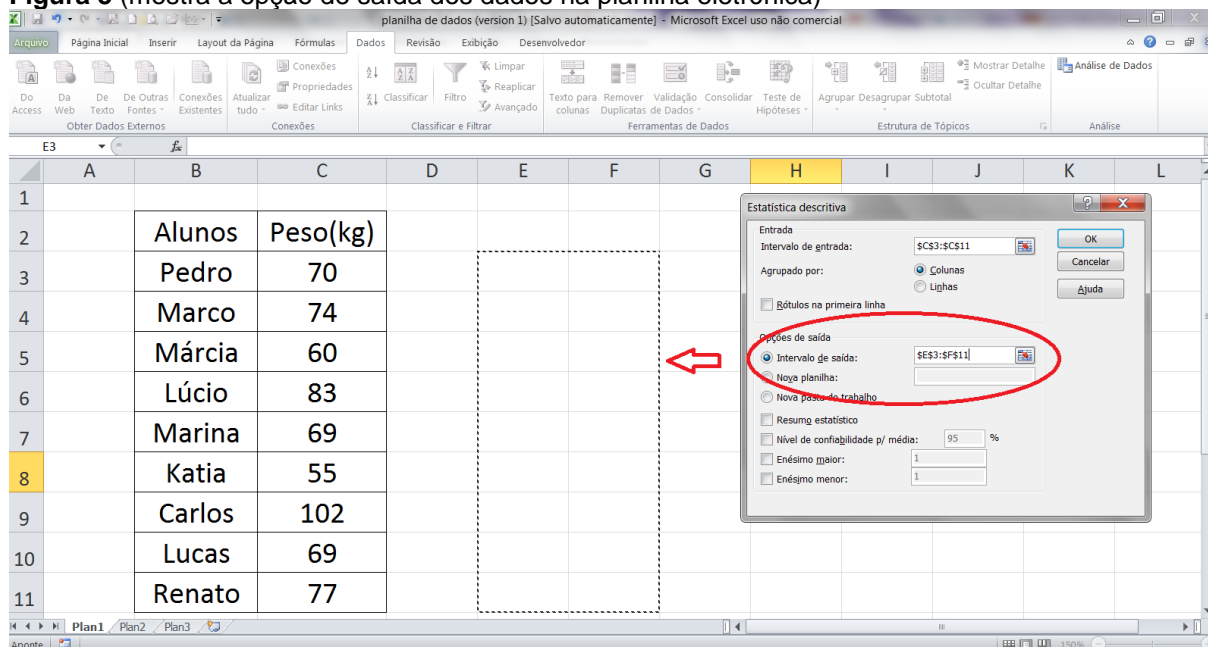 Figura 5 (mostra a opção de saída dos dados na planilha eletrônica)
planilha de dados (version 1) [Salvo automaticamente] - Microsoft Excel uso não comercial
Arquivo Página Inicial Inserir Layout da Página Fórmulas Dados Revisão Exibição Desenvolvedor
Do Access
Da Web
De Texto
De Outras Fontes
Conexões Existentes
Obter Dados Externos
Atualizar tudo
Conexões
Propriedades
Editar Links
Conexões
Classificar
Filtro
Limpar
Reaplicar
Avançado
Classificar e Filtrar
Texto para colunas
Remover Duplicatas
Validação de Dados
Consolidar
Teste de Hipóteses
Ferramentas de Dados
Agrupar
Desagrupar
Subtotal
Mostrar Detalhe
Ocultar Detalhe
Estrutura de Tópicos
Análise de Dados
Análise
E3 fx
A B C D E F G H I J K L
1
2 Alunos Peso(kg)
3 Pedro 70
4 Marco 74
5 Márcia 60
6 Lúcio 83
7 Marina 69
8 Katia 55
9 Carlos 102
10 Lucas 69
11 Renato 77
Estatística descritiva
Entrada
Intervalo de entrada: $C$3:$C$11
Agrupado por: Colunas
Linhas
Rótulos na primeira linha
OK
Cancelar
Ajuda
Opções de saída
Intervalo de saída: $E$3:$F$11
Nova planilha:
Nova pasta de trabalho
Resumo estatístico
Nível de confiabilidade p/ média: 95 %
Enésimo maior: 1
Enésimo menor: 1
Plan1 Plan2 Plan3
Aponte 150%